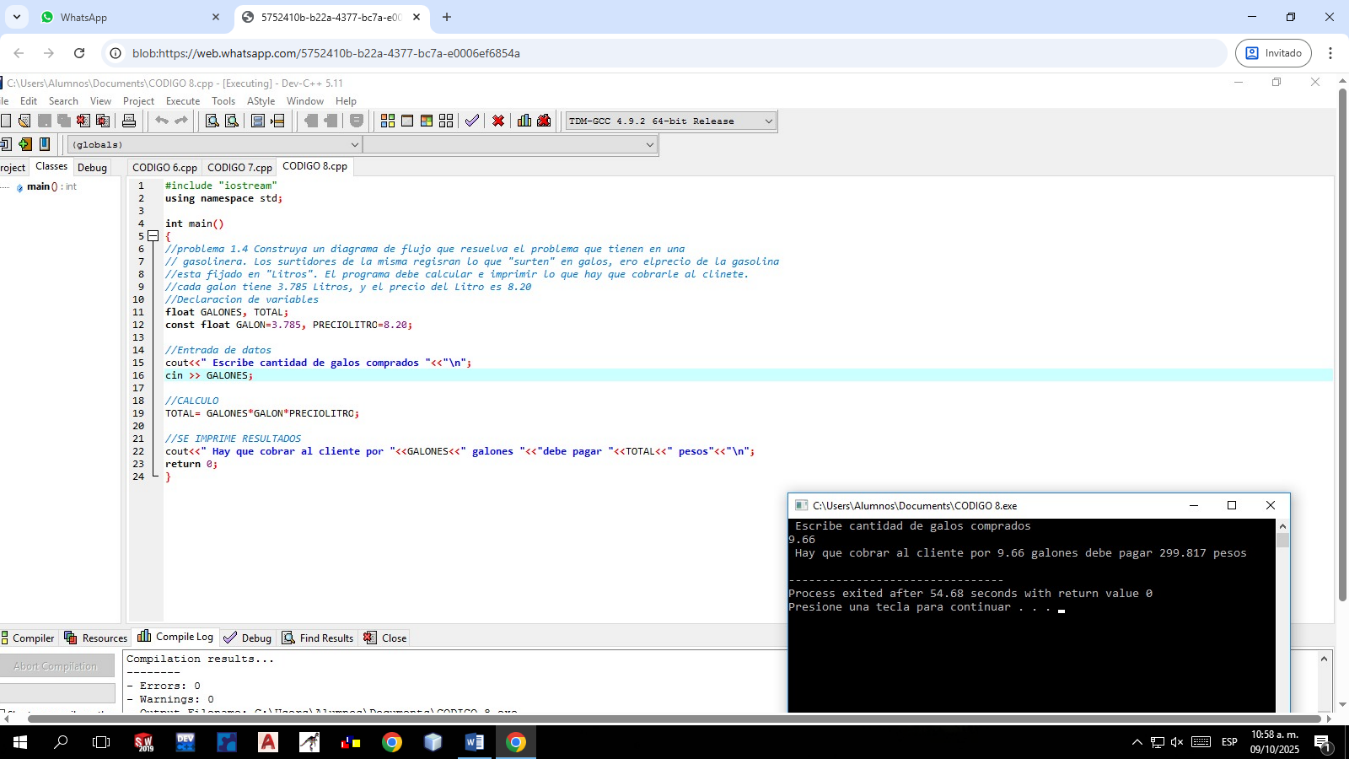 WhatsApp
5752410b-b22a-4377-bc7a-e00
blob:https://web.whatsapp.com/5752410b-b22a-4377-bc7a-e0006ef6854a
Invitado
C:\Users\Alumnos\Documents\CODIGO 8.cpp - [Executing] - Dev-C++ 5.11
ile Edit Search View Project Execute Tools AStyle Window Help
TDM-GCC 4.9.2 64-bit Release
(globals)
roject Classes Debug
CODIGO 6.cpp CODIGO 7.cpp CODIGO 8.cpp
main() : int
1 #include "iostream"
2 using namespace std;
3
4 int main()
5 {
6 //problema 1.4 Construya un diagrama de flujo que resuelva el problema que tienen en una
7 // gasolinera. Los surtidores de la misma regisran lo que "surten" en galos, ero elprecio de la gasolina
8 //esta fijado en "Litros". El programa debe calcular e imprimir lo que hay que cobrarle al clinete.
9 //cada galon tiene 3.785 Litros, y el precio del Litro es 8.20
10 //Declaracion de variables
11 float GALONES, TOTAL;
12 const float GALON=3.785, PRECIOLITRO=8.20;
13
14 //Entrada de datos
15 cout<<" Escribe cantidad de galos comprados "<<"\n";
16 cin >> GALONES;
17
18 //CALCULO
19 TOTAL= GALONES*GALON*PRECIOLITRO;
20
21 //SE IMPRIME RESULTADOS
22 cout<<" Hay que cobrar al cliente por "<<GALONES<<" galones "<<"debe pagar "<<TOTAL<<" pesos"<<"\n";
23 return 0;
24 }
C:\Users\Alumnos\Documents\CODIGO 8.exe
Escribe cantidad de galos comprados
9.66
Hay que cobrar al cliente por 9.66 galones debe pagar 299.817 pesos
--------------------------------
Process exited after 54.68 seconds with return value 0
Presione una tecla para continuar . . .
Compiler Resources Compile Log Debug Find Results Close
Abort Compilation
Compilation results...
--------
- Errors: 0
- Warnings: 0
- Output Filename: C:\Users\Alumnos\Documents\CODIGO 8.exe
SW
2019
DEV
ESP
10:58 a. m.
09/10/2025
1